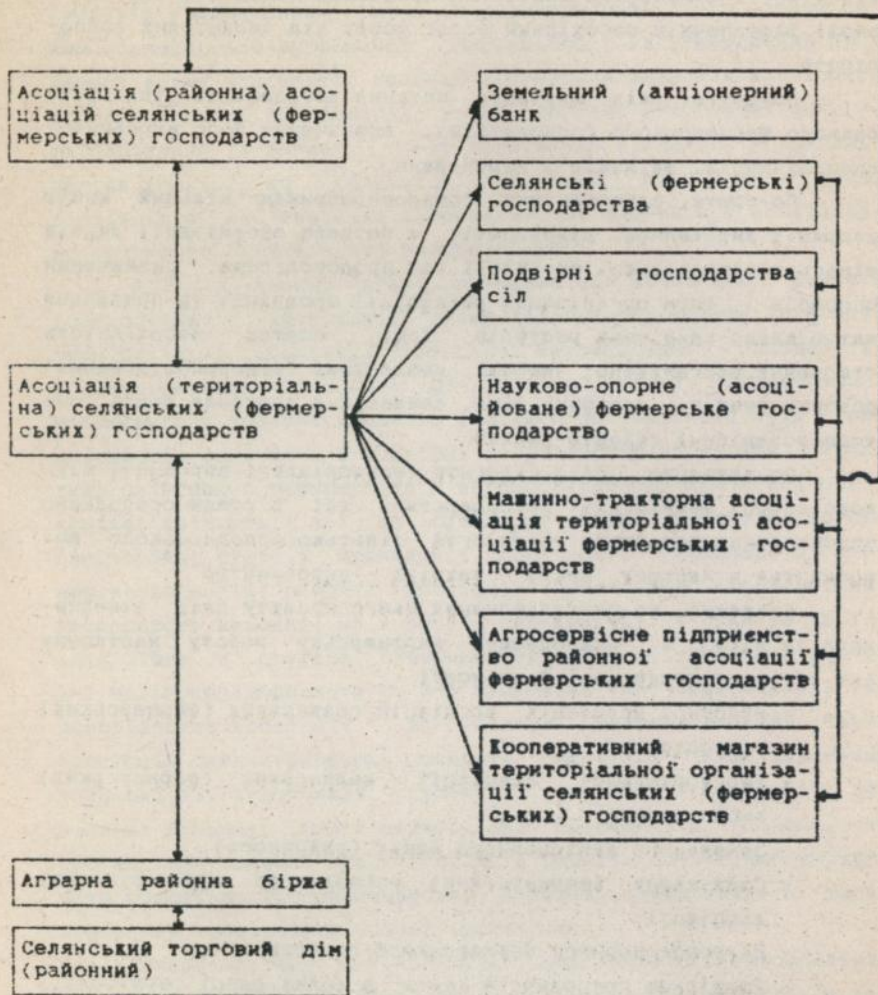 Асоціація (районна) асо-
ціацій селянських (фер-
мерських) господарств
Земельний (акціонерний)
банк
Селянські (фермерські)
господарства
Подвірні господарства
сіл
Асоціація (територіаль-
на) селянських (фермер-
ських) господарств
Науково-опорне (асоці-
йоване) фермерське гос-
подарство
Машинно-тракторна асоці-
ація територіальної асо-
ціації фермерських гос-
подарств
Агросервісне підприємст-
во районної асоціації
фермерських господарств
Кооперативний магазин
територіальної організа-
ції селянських (фермер-
ських) господарств
Аграрна районна біржа
Селянський торговий дім
(районний)